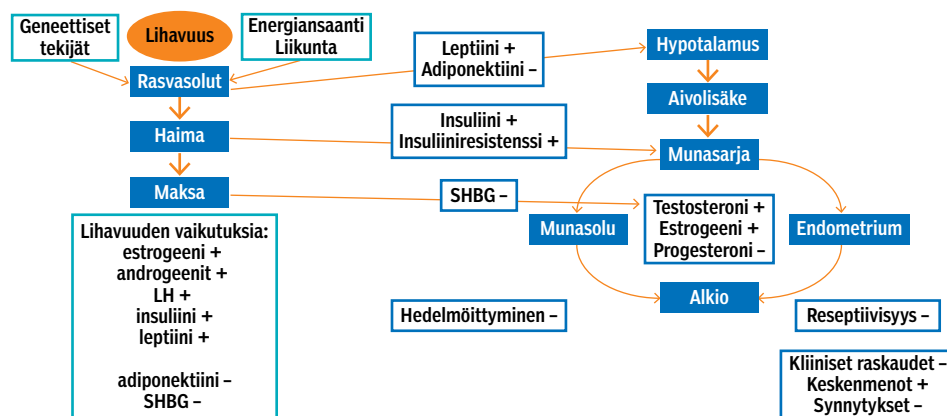 Geneettiset
tekijät
Lihavuus
Energiansaanti
Liikunta
Rasvasolut
Haima
Maksa
Leptiini +
Adiponektiini –
Insuliini +
Insuliiniresistenssi +
SHBG –
Hypotalamus
Aivolisäke
Munasarja
Munasolu
Testosteroni +
Estrogeeni +
Progesteroni –
Endometrium
Alkio
Lihavuuden vaikutuksia:
estrogeeni +
androgeenit +
LH +
insuliini +
leptiini +
adiponektiini –
SHBG –
Hedelmöittyminen –
Reseptiivisyys –
Kliiniset raskaudet –
Keskenmenot +
Synnytykset –